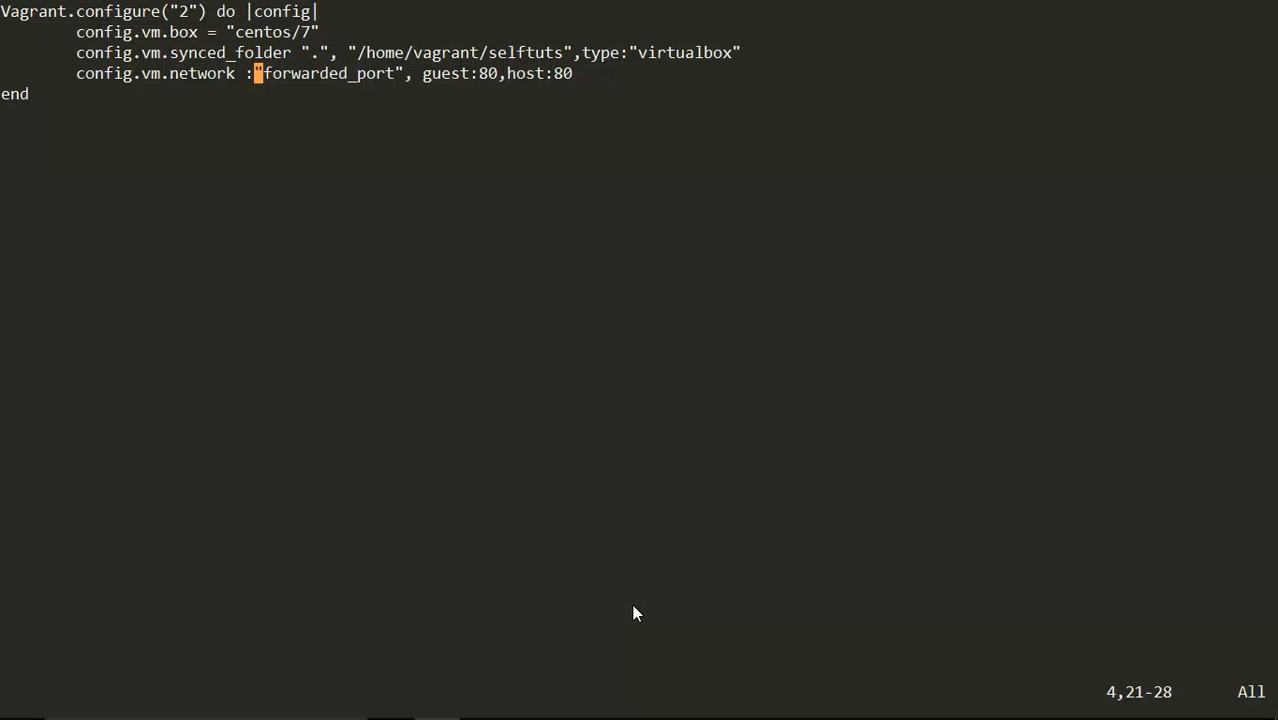 Vagrant.configure("2") do |config|
        config.vm.box = "centos/7"
        config.vm.synced_folder ".", "/home/vagrant/selftuts",type:"virtualbox"
        config.vm.network :"forwarded_port", guest:80,host:80
end
4,21-28 All